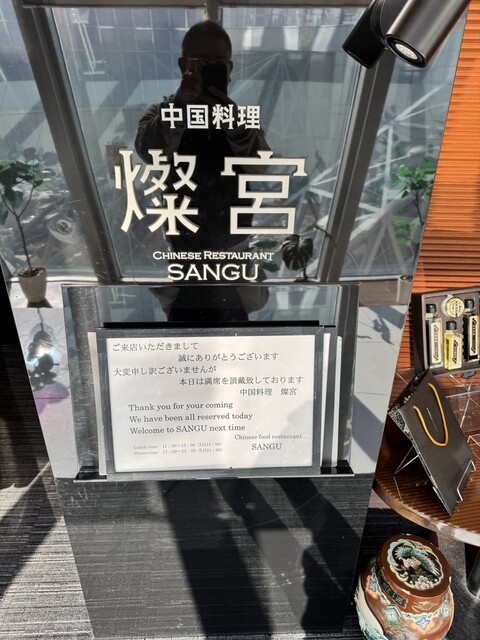 中国料理
燦宮
CHINESE RESTAURANT
SANGU
ご来店いただきまして
誠にありがとうございます
大変申し訳ございませんが
本日は満席を頂戴致しております
中国料理 燦宮
Thank you for your coming
We have been all reserved today
Welcome to SANGU next time
Chinese food restaurant
SANGU